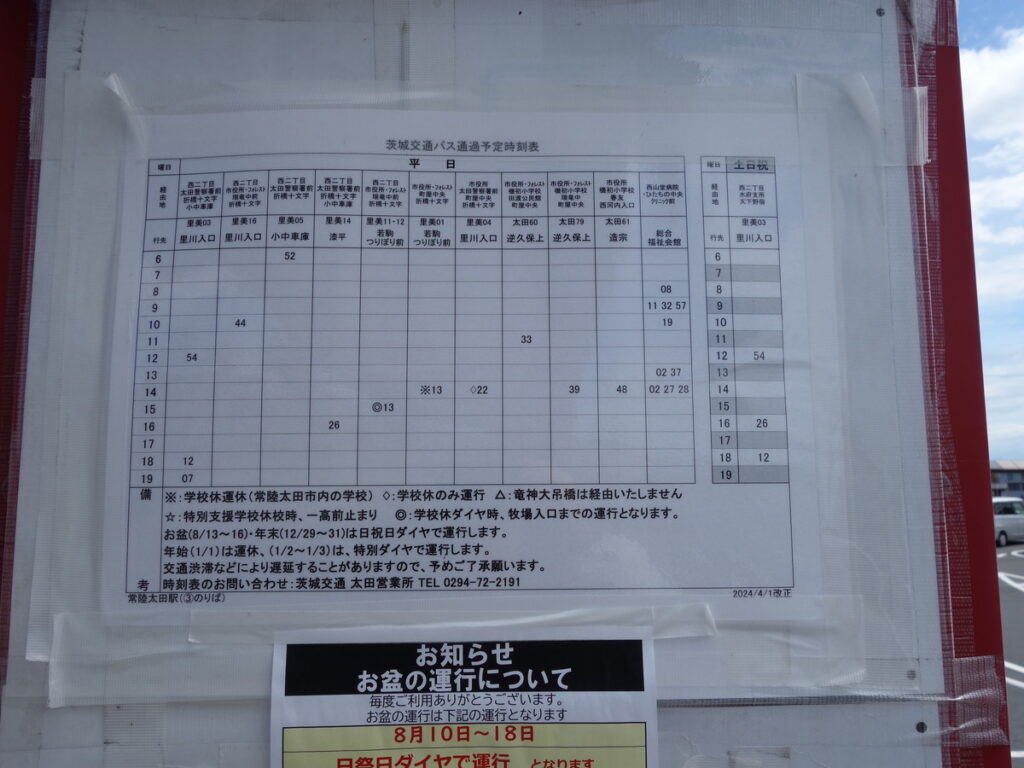 茨城交通バス通過予定時刻表
曜日 平日
経由地
西二丁目 太田警察署前 折橋十文字
西二丁目 市役所・フォレスト 瑞竜中前 折橋十文字
西二丁目 太田警察署前 折橋十文字 小中車庫
西二丁目 太田警察署前 折橋十文字 小中車庫
西二丁目 市役所・フォレスト 瑞竜中前 折橋十文字
市役所・フォレスト 町屋中央 折橋十文字
市役所 太田警察署前 町屋中央 折橋十文字
市役所・フォレスト 機初小学校 田渡公民館 町屋中央
市役所・フォレスト 機初小学校 瑞竜中 町屋中央
市役所 機初小学校 春友 西河内入口
西山堂病院 ・ひたちの中央 クリニック前
里美03 里美16 里美05 里美14 里美11・12 里美01 里美04 太田60 太田79 太田61
行先 里川入口 里川入口 小中車庫 漆平 若駒つりぼり前 若駒つりぼり前 里川入口 逆久保上 逆久保上 造宗 総合福祉会館
6 52
7
8 08
9 11 32 57
10 44 19
11 33
12 54
13 02 37
14 ※13 ◇22 39 48 02 27 28
15 ◎13
16 26
17
18 12
19 07
曜日 土日祝
経由地 西二丁目 水府支所 天下野宿
里美03
行先 里川入口
6
7
8
9
10
11
12 54
13
14
15
16 26
17
18 12
19
備考
※：学校休運休（常陸太田市内の学校） ◇：学校休のみ運行 △：竜神大吊橋は経由いたしません
☆：特別支援学校休校時、一高前止まり ◎：学校休ダイヤ時、牧場入口までの運行となります。
お盆（8/13～16）・年末（12/29～31）は日祝日ダイヤで運行します。
年始（1/1）は運休、（1/2～1/3）は、特別ダイヤで運行します。
交通渋滞などにより遅延することがありますので、予めご了承願います。
時刻表のお問い合わせ：茨城交通 太田営業所 TEL 0294-72-2191
常陸太田駅（③のりば） 2024/4/1改正
お知らせ
お盆の運行について
毎度ご利用ありがとうございます。
お盆の運行は下記の運行となります
8月10日～18日
日祭日ダイヤで運行 となります